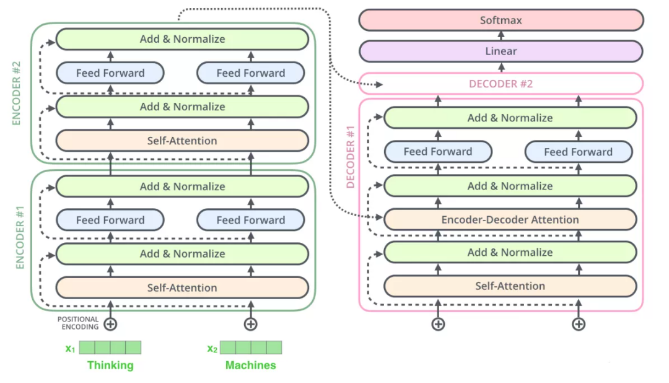 ENCODER #2
Add & Normalize
Feed Forward
Feed Forward
Add & Normalize
Self-Attention
ENCODER #1
Add & Normalize
Feed Forward
Feed Forward
Add & Normalize
Self-Attention
POSITIONAL
ENCODING
x₁
x₂
Thinking
Machines
Softmax
Linear
DECODER #2
DECODER #1
Add & Normalize
Feed Forward
Feed Forward
Add & Normalize
Encoder-Decoder Attention
Add & Normalize
Self-Attention